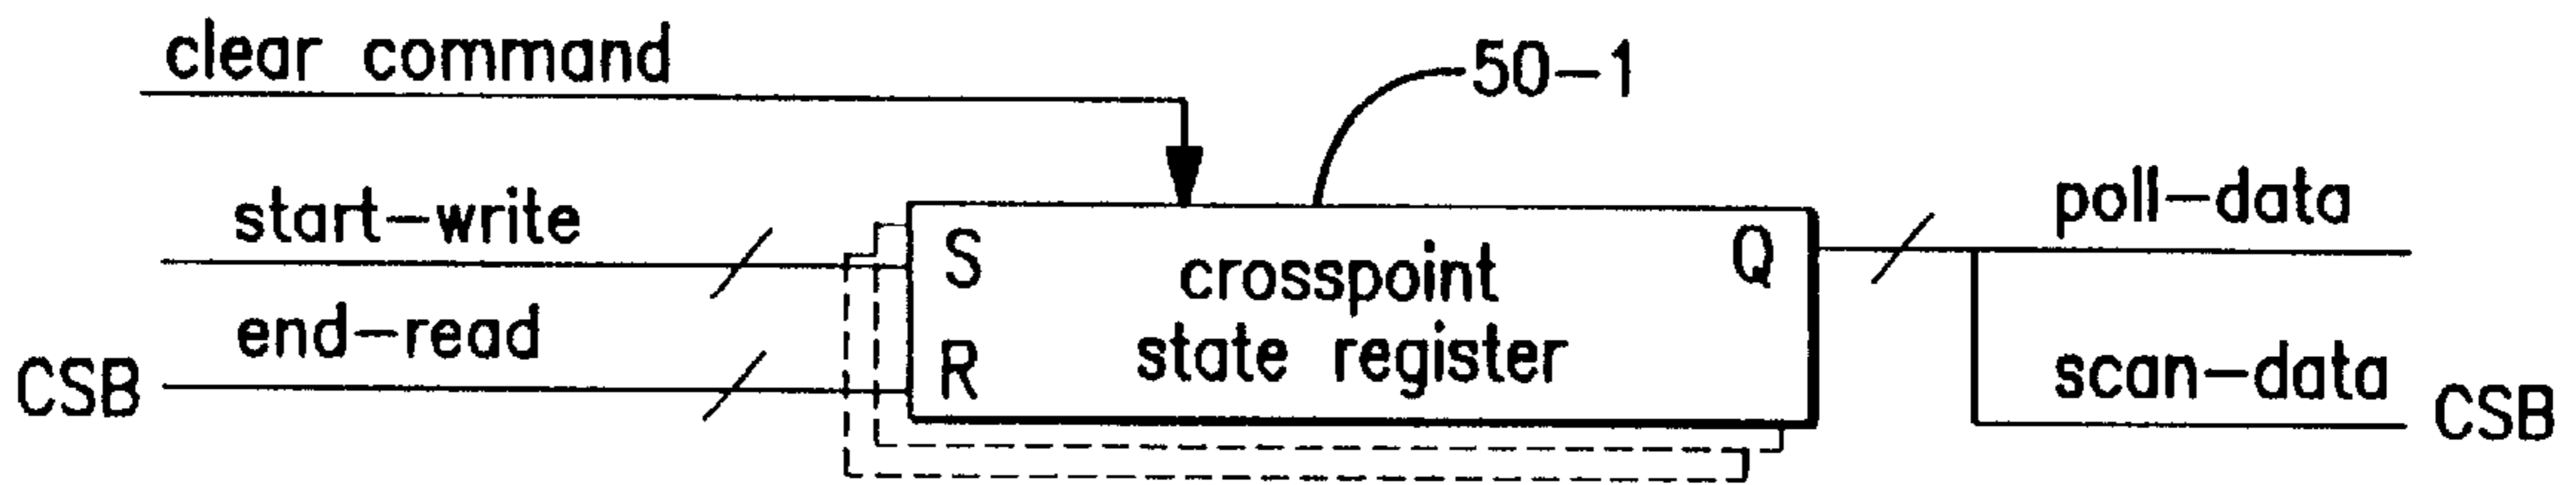 clear command
50-1
start-write
poll-data
S
Q
crosspoint
end-read
state register
R
scan-data
CSB
CSB